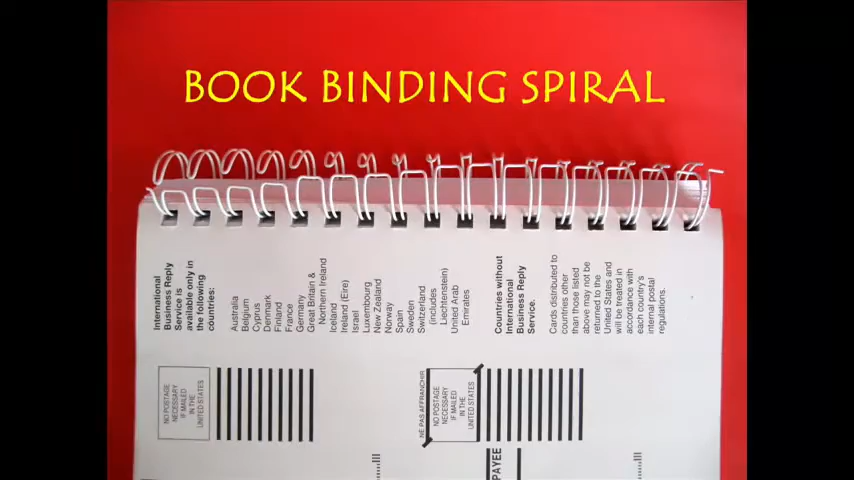 BOOK BINDING SPIRAL
International
Business Reply
Service is
available only in
the following
countries:
Australia
Belgium
Cyprus
Denmark
Finland
France
Germany
Great Britain &
Northern Ireland
Iceland
Ireland (Eire)
Israel
Luxembourg
New Zealand
Norway
Spain
Sweden
Switzerland
(includes
Liechtenstein)
United Arab
Emirates
Countries without
International
Business Reply
Service.
Cards distributed to
countries other
than those listed
above may not be
returned to the
United States and
will be treated in
accordance with
each country's
internal postal
regulations.
NO POSTAGE
NECESSARY
IF MAILED
IN THE
UNITED STATES
NE PAS AFFRANCHIR
NO POSTAGE
NECESSARY
IF MAILED
IN THE
UNITED STATES